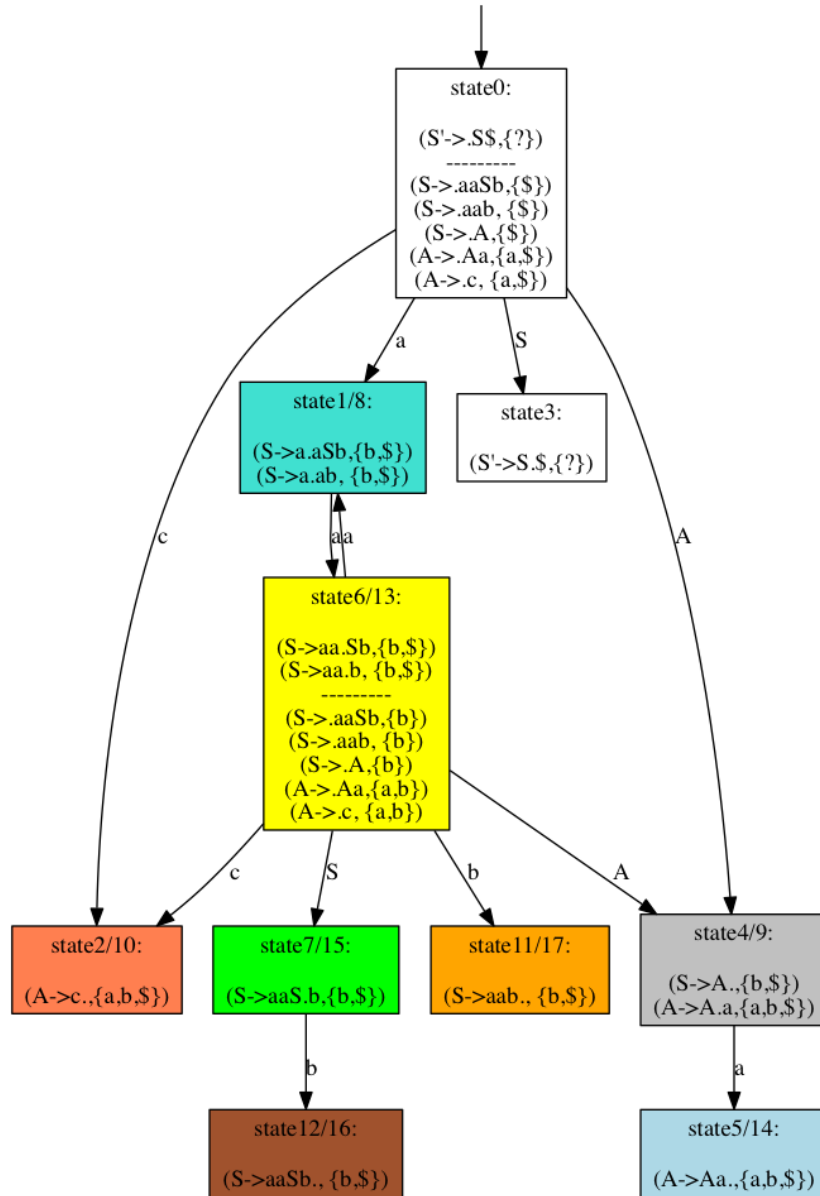 state0:
(S'->.S$,{?})
---------
(S->.aaSb,{$})
(S->.aab, {$})
(S->.A,{$})
(A->.Aa,{a,$})
(A->.c, {a,$})
a
S
state1/8:
(S->a.aSb,{b,$})
(S->a.ab, {b,$})
state3:
(S'->S.$,{?})
c
a
a
A
state6/13:
(S->aa.Sb,{b,$})
(S->aa.b, {b,$})
---------
(S->.aaSb,{b})
(S->.aab, {b})
(S->.A,{b})
(A->.Aa,{a,b})
(A->.c, {a,b})
c
S
b
A
state2/10:
(A->c.,{a,b,$})
state7/15:
(S->aaS.b,{b,$})
state11/17:
(S->aab., {b,$})
state4/9:
(S->A.,{b,$})
(A->A.a,{a,b,$})
b
a
state12/16:
(S->aaSb., {b,$})
state5/14:
(A->Aa.,{a,b,$})